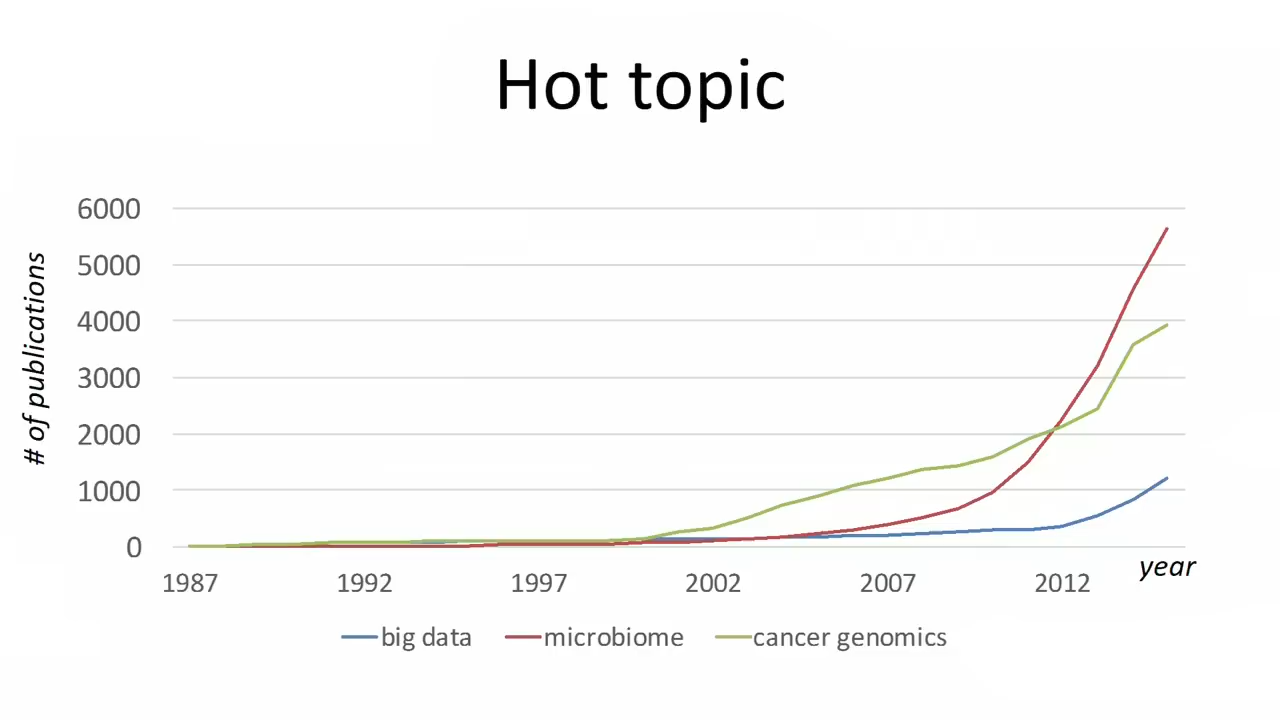 Hot topic
# of publications
6000
5000
4000
3000
2000
1000
0
1987 1992 1997 2002 2007 2012
year
big data microbiome cancer genomics